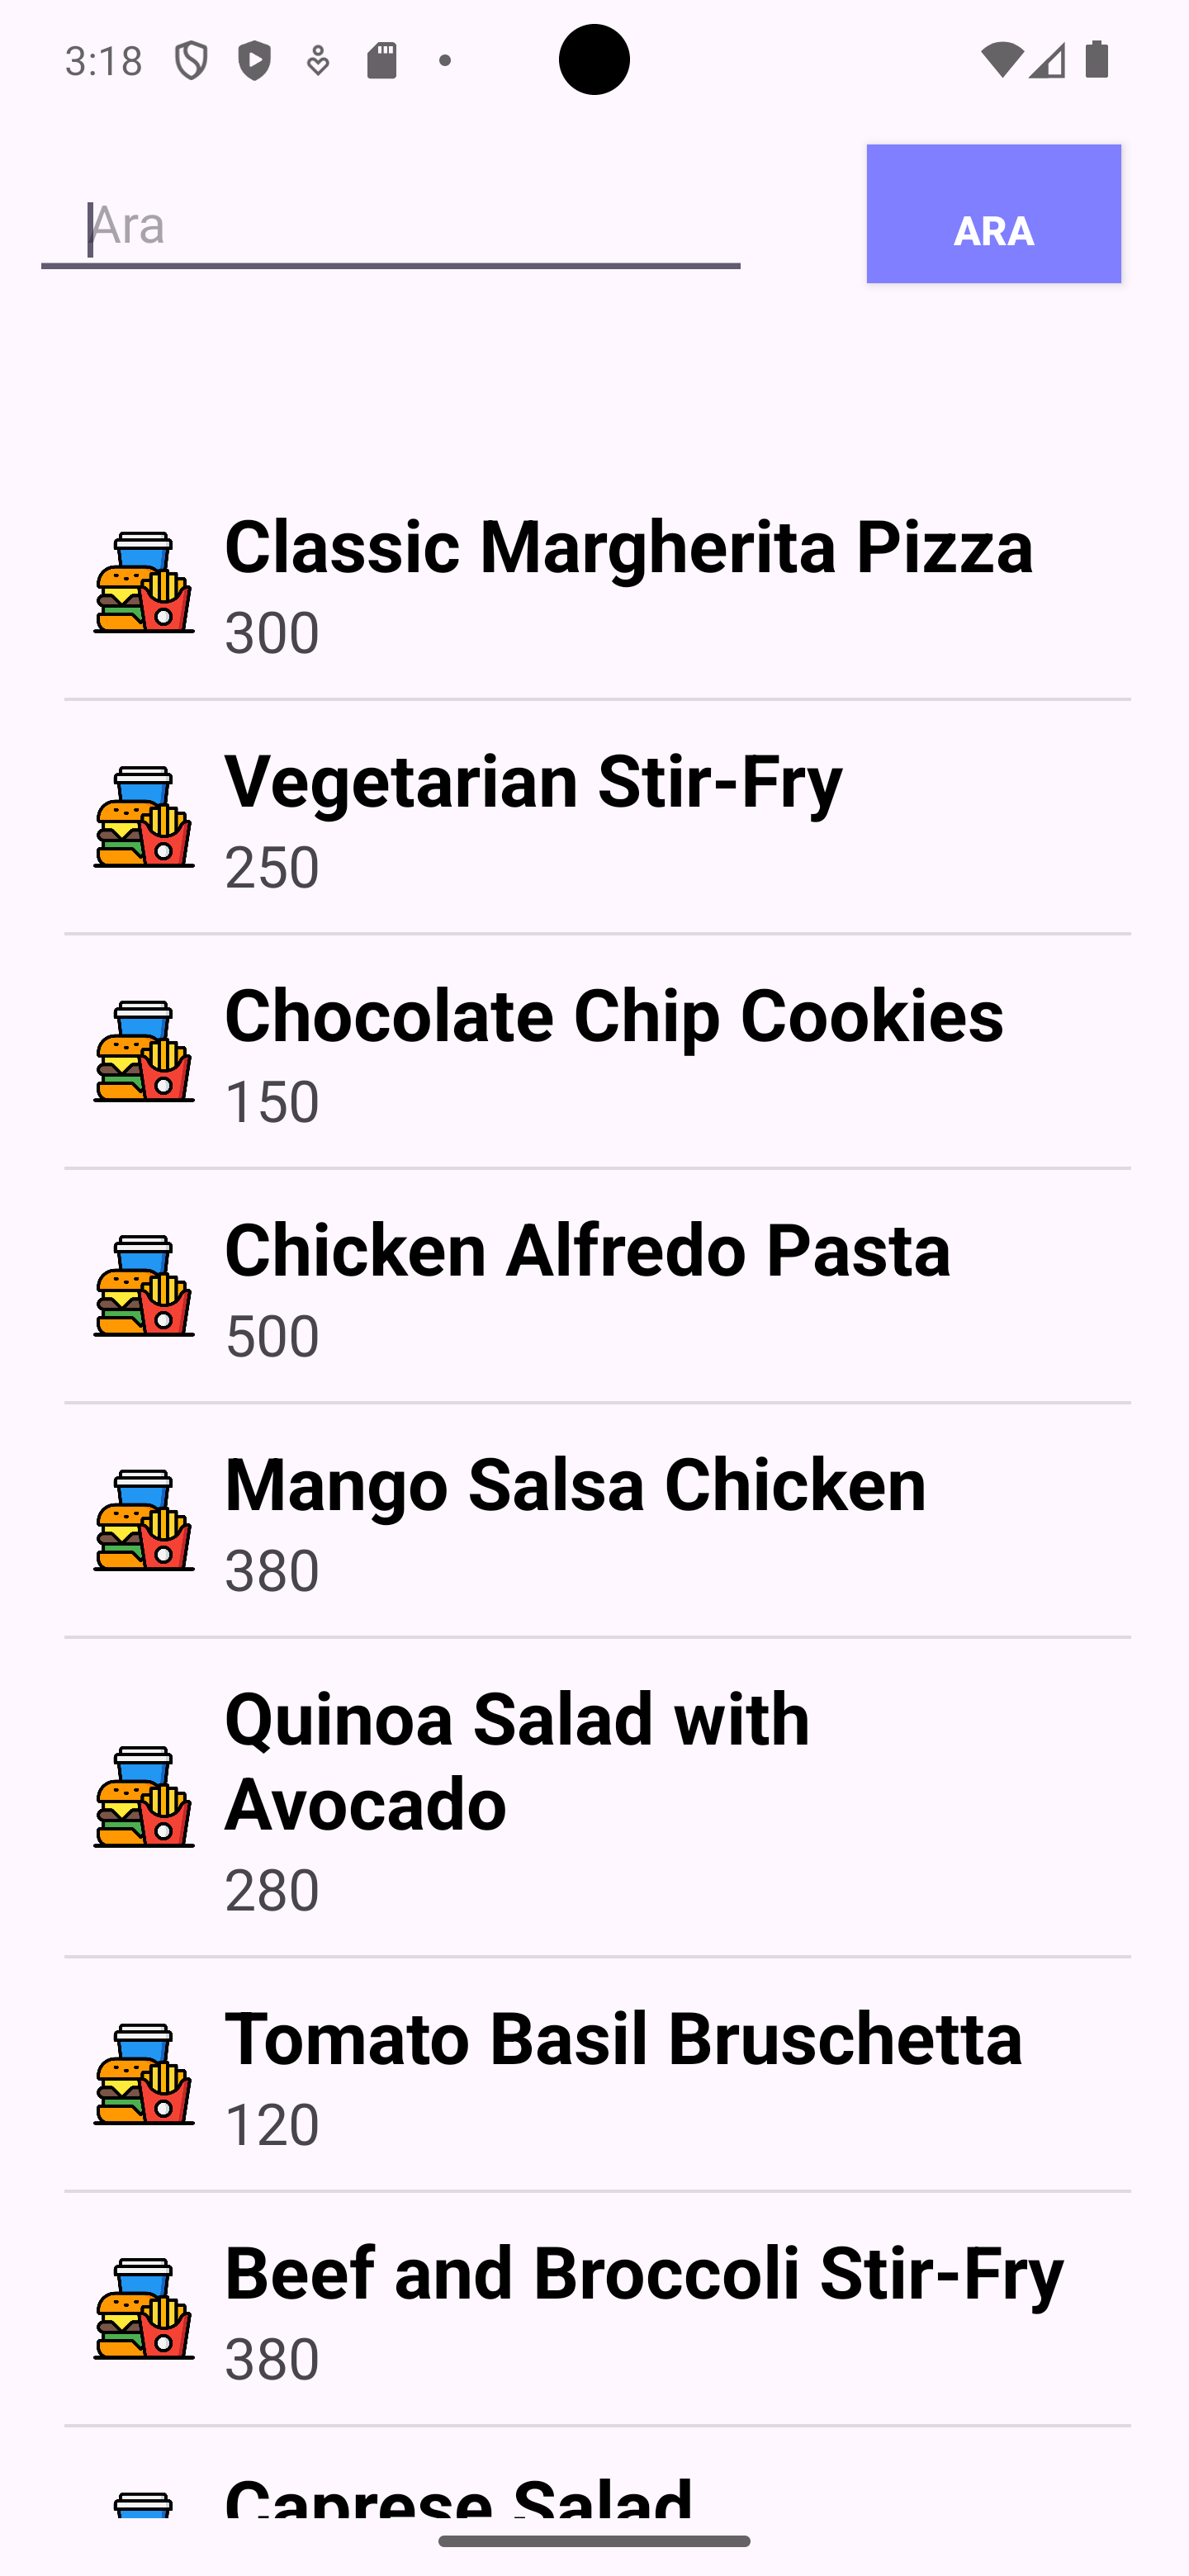 3:18
Ara
ARA
Classic Margherita Pizza
300
Vegetarian Stir-Fry
250
Chocolate Chip Cookies
150
Chicken Alfredo Pasta
500
Mango Salsa Chicken
380
Quinoa Salad with
Avocado
280
Tomato Basil Bruschetta
120
Beef and Broccoli Stir-Fry
380
Caprese Salad